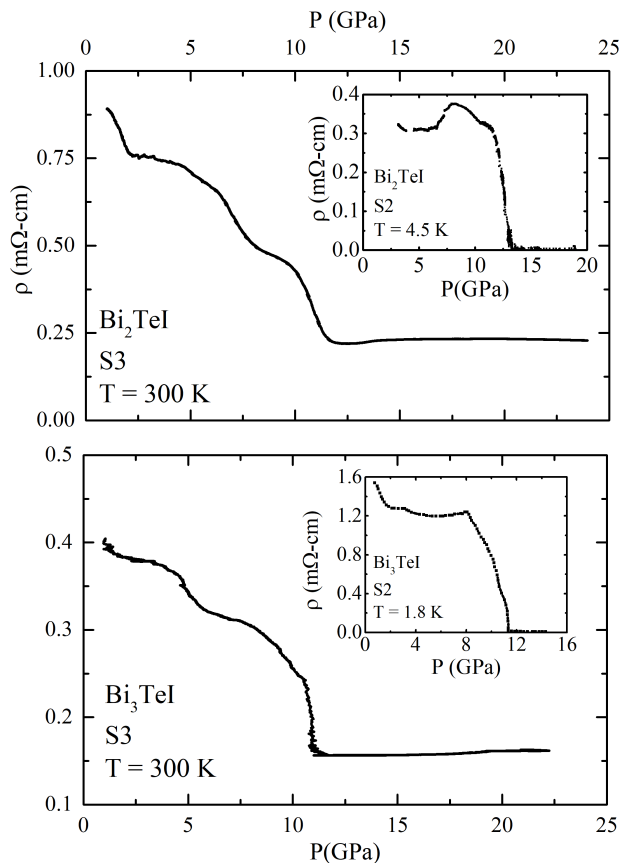 P (GPa)
0 5 10 15 20 25
1.00
0.75
0.50
0.25
0.00
ρ (mΩ-cm)
Bi₂TeI
S3
T = 300 K
0.4
0.3
0.2
0.1
0.0
ρ (mΩ-cm)
Bi₂TeI
S2
T = 4.5 K
0 5 10 15 20
P(GPa)
0.5
0.4
0.3
0.2
0.1
ρ (mΩ-cm)
Bi₃TeI
S3
T = 300 K
1.6
1.2
0.8
0.4
0.0
ρ (mΩ-cm)
Bi₃TeI
S2
T = 1.8 K
0 4 8 12 16
P (GPa)
0 5 10 15 20 25
P(GPa)